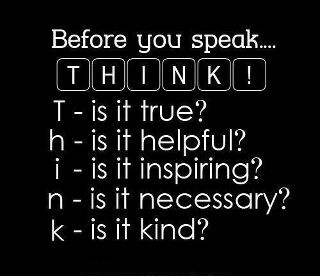 Before you speak....
THINK!
T - is it true?
h - is it helpful?
i - is it inspiring?
n - is it necessary?
k - is it kind?